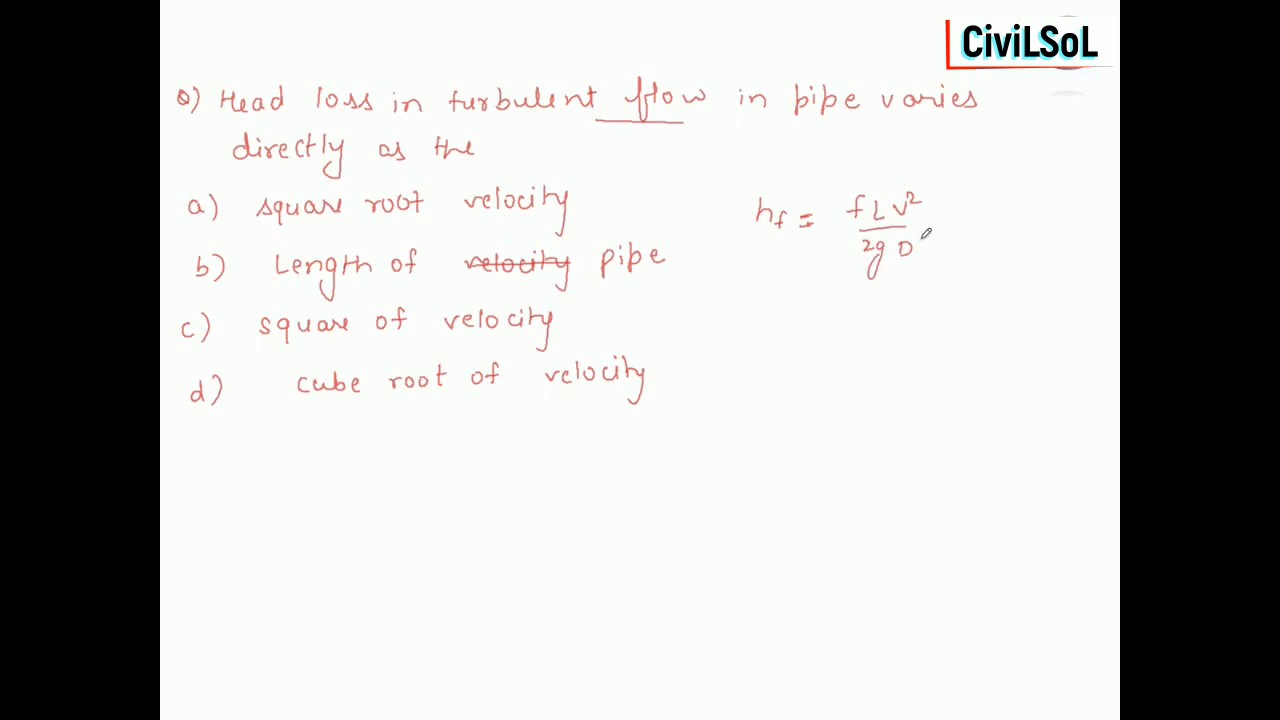 CiviLSoL
Q) Head loss in turbulent flow in pipe varies
directly as the
a) square root velocity
b) Length of velocity pipe
c) square of velocity
d) cube root of velocity
hf = fLv²
2gD